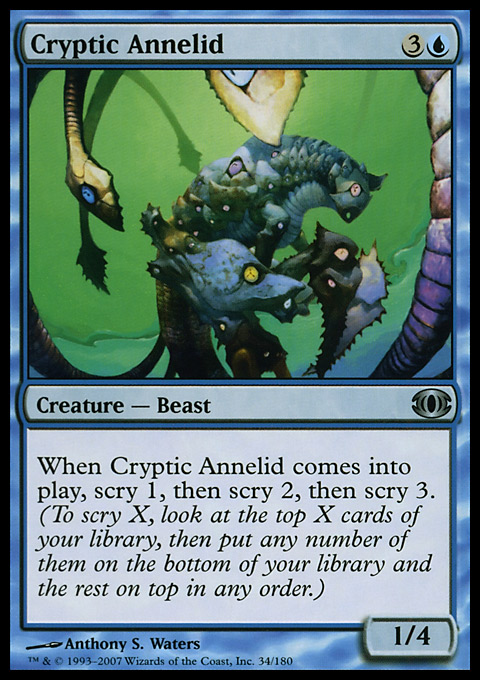 Cryptic Annelid 3
Creature — Beast
When Cryptic Annelid comes into
play, scry 1, then scry 2, then scry 3.
(To scry X, look at the top X cards of
your library, then put any number of
them on the bottom of your library and
the rest on top in any order.)
1/4
Anthony S. Waters
™ & © 1993–2007 Wizards of the Coast, Inc. 34/180